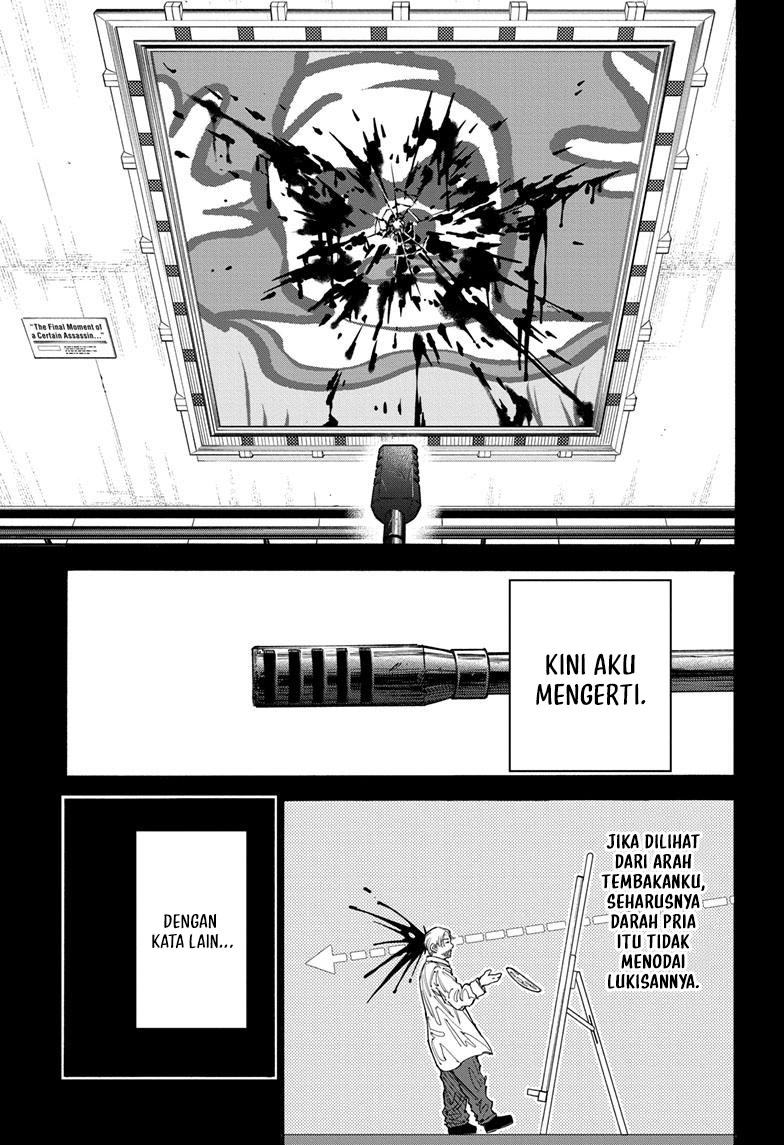 "The Final Moment of
a Certain Assassin..."
KINI AKU
MENGERTI.
JIKA DILIHAT
DARI ARAH
TEMBAKANKU,
SEHARUSNYA
DARAH PRIA
ITU TIDAK
MENODAI
LUKISANNYA.
DENGAN
KATA LAIN...